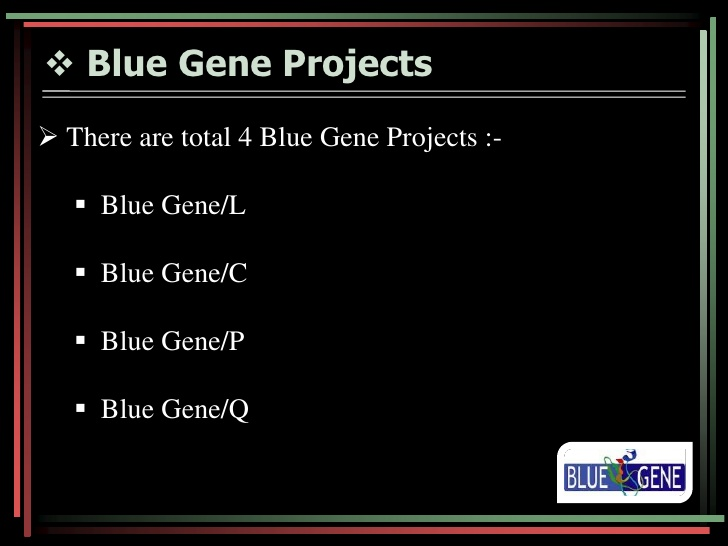 Blue Gene Projects
There are total 4 Blue Gene Projects :-
Blue Gene/L
Blue Gene/C
Blue Gene/P
Blue Gene/Q
BLUE GENE